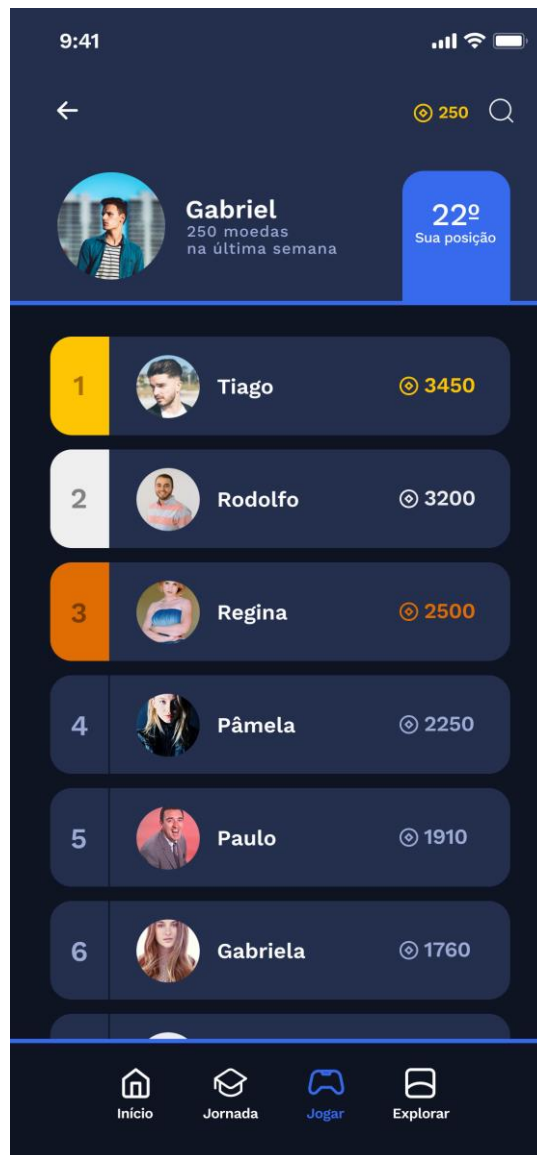 9:41
250
Gabriel
250 moedas
na última semana
22º
Sua posição
1 Tiago 3450
2 Rodolfo 3200
3 Regina 2500
4 Pâmela 2250
5 Paulo 1910
6 Gabriela 1760
Início Jornada Jogar Explorar